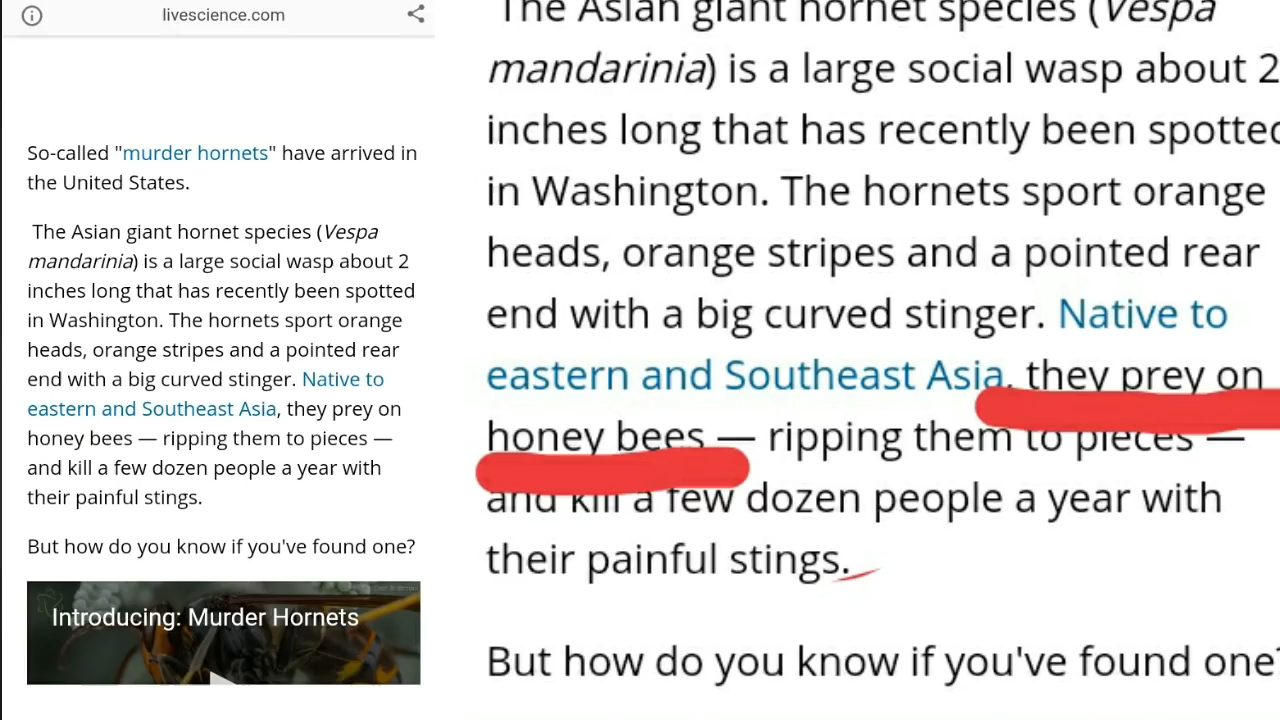 livescience.com
So-called "murder hornets" have arrived in
the United States.
The Asian giant hornet species (Vespa
mandarinia) is a large social wasp about 2
inches long that has recently been spotted
in Washington. The hornets sport orange
heads, orange stripes and a pointed rear
end with a big curved stinger. Native to
eastern and Southeast Asia, they prey on
honey bees — ripping them to pieces —
and kill a few dozen people a year with
their painful stings.
But how do you know if you've found one?
Introducing: Murder Hornets
The Asian giant hornet species (Vespa
mandarinia) is a large social wasp about 2
inches long that has recently been spotted
in Washington. The hornets sport orange
heads, orange stripes and a pointed rear
end with a big curved stinger. Native to
eastern and Southeast Asia, they prey on
honey bees — ripping them to pieces —
and kill a few dozen people a year with
their painful stings.
But how do you know if you've found one?